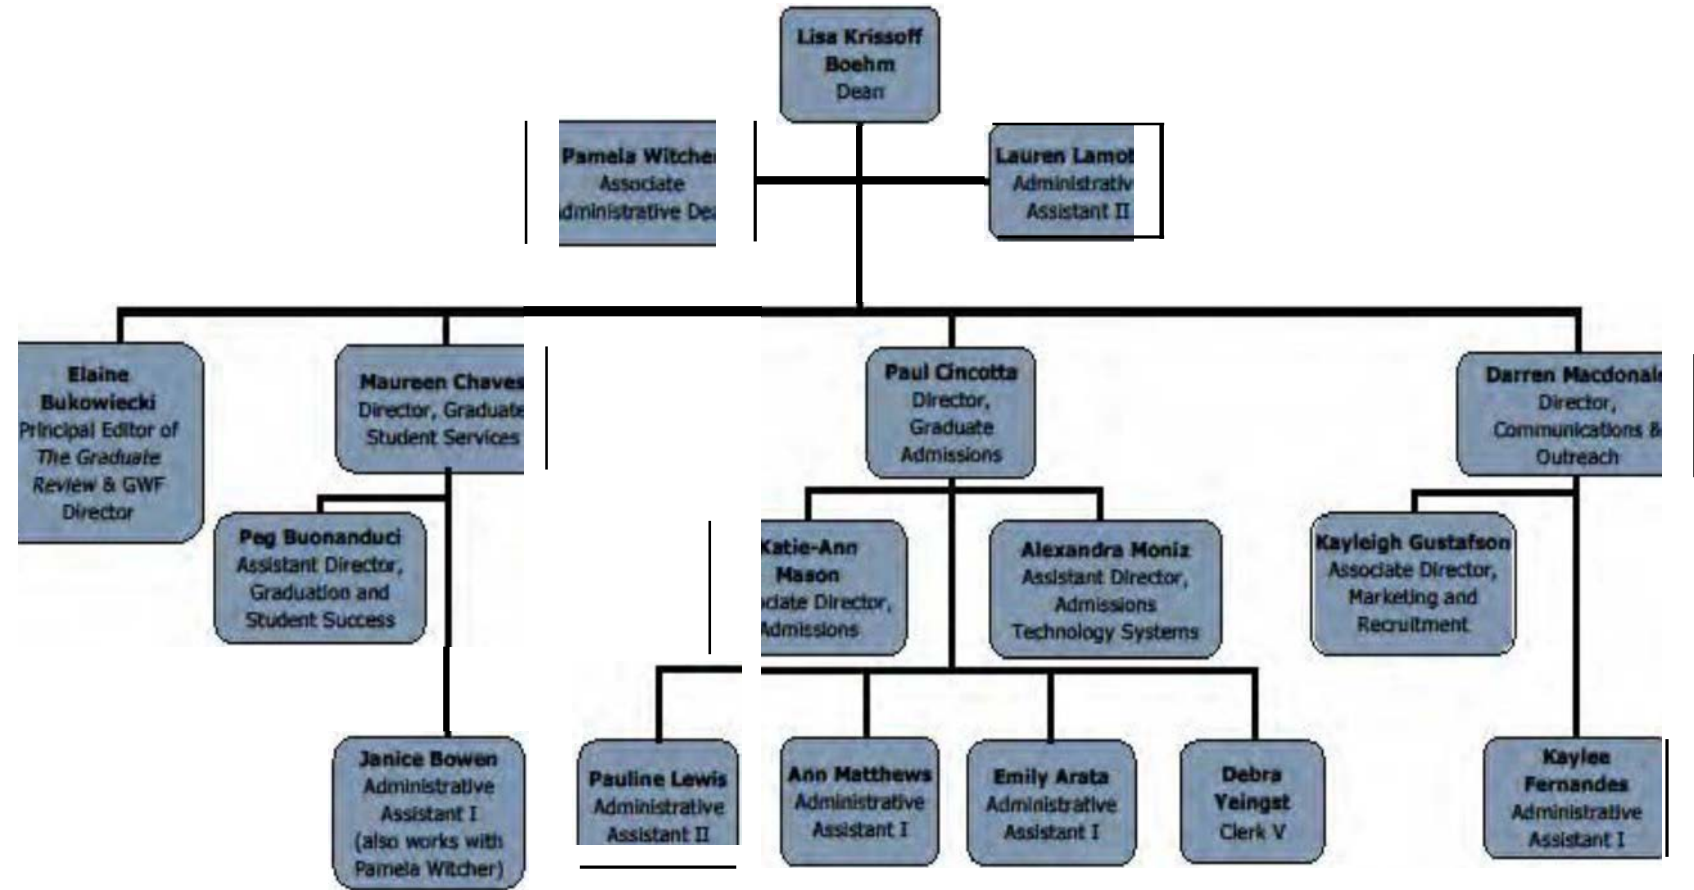 Lisa Krissoff
Boehm
Dean
Pamela Witche
Associate
dministrative De
Lauren Lamot
Administrativ
Assistant II
Elaine
Bukowiecki
Principal Editor of
The Graduate
Review & GWF
Director
Maureen Chaves
Director, Graduate
Student Services
Paul Cincotta
Director,
Graduate
Admissions
Darren Macdonal
Director,
Communications &
Outreach
Peg Buonanduci
Assistant Director,
Graduation and
Student Success
Katie-Ann
Mason
ciate Director,
Admissions
Alexandra Moniz
Assistant Director,
Admissions
Technology Systems
Kayleigh Gustafson
Associate Director,
Marketing and
Recruitment
Janice Bowen
Administrative
Assistant I
(also works with
Pamela Witcher)
Pauline Lewis
Administrative
Assistant II
Ann Matthews
Administrative
Assistant I
Emily Arata
Administrative
Assistant I
Debra
Yeingst
Clerk V
Kaylee
Fernandes
Administrative
Assistant I